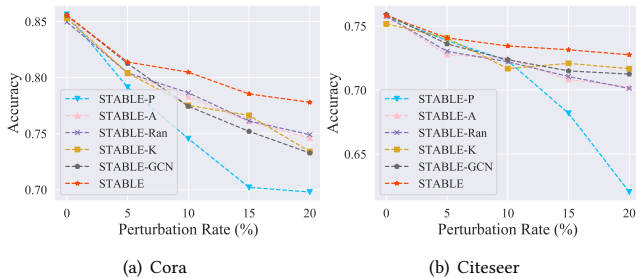 0.85
0.80
0.75
0.70
Accuracy
STABLE-P
STABLE-A
STABLE-Ran
STABLE-K
STABLE-GCN
STABLE
0 5 10 15 20
Perturbation Rate (%)
(a) Cora
0.75
0.70
0.65
Accuracy
STABLE-P
STABLE-A
STABLE-Ran
STABLE-K
STABLE-GCN
STABLE
0 5 10 15 20
Perturbation Rate (%)
(b) Citeseer